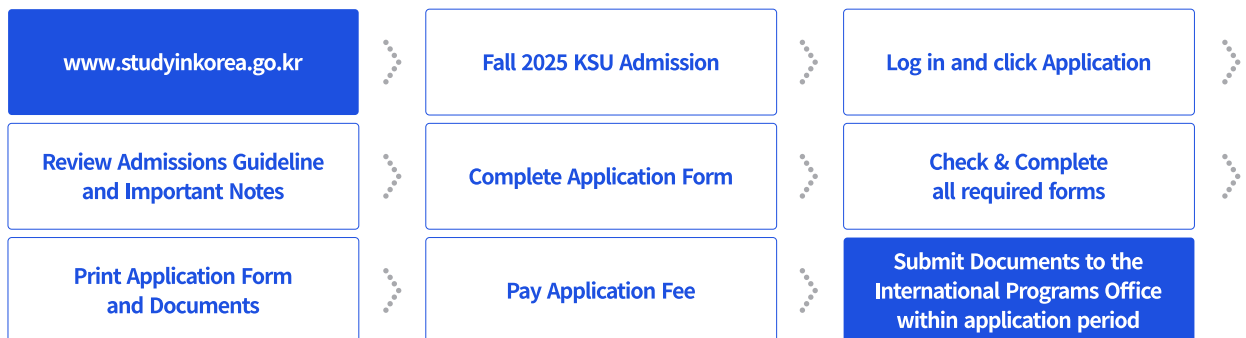 www.studyinkorea.go.kr
Fall 2025 KSU Admission
Log in and click Application
Review Admissions Guideline
and Important Notes
Complete Application Form
Check & Complete
all required forms
Print Application Form
and Documents
Pay Application Fee
Submit Documents to the
International Programs Office
within application period